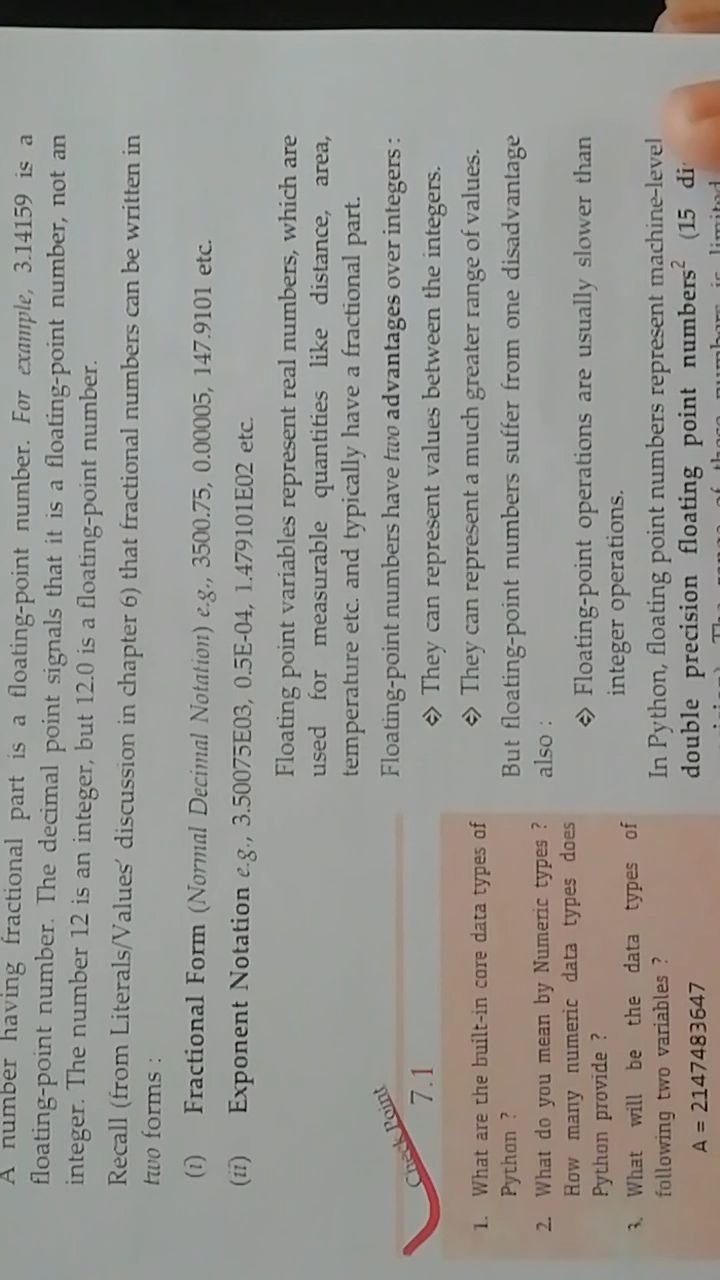 A number having fractional part is a floating-point number. For example, 3.14159 is a
floating-point number. The decimal point signals that it is a floating-point number, not an
integer. The number 12 is an integer, but 12.0 is a floating-point number.
Recall (from Literals/Values' discussion in chapter 6) that fractional numbers can be written in
two forms :
(i) Fractional Form (Normal Decimal Notation) e.g., 3500.75, 0.00005, 147.9101 etc.
(ii) Exponent Notation e.g., 3.50075E03, 0.5E-04, 1.479101E02 etc.
Floating point variables represent real numbers, which are
used for measurable quantities like distance, area,
temperature etc. and typically have a fractional part.
Floating-point numbers have two advantages over integers :
They can represent values between the integers.
They can represent a much greater range of values.
But floating-point numbers suffer from one disadvantage
also :
Floating-point operations are usually slower than
integer operations.
In Python, floating point numbers represent machine-level
double precision floating point numbers² (15
Check Point
7.1
1. What are the built-in core data types of
Python ?
2. What do you mean by Numeric types ?
How many numeric data types does
Python provide ?
3. What will be the data types of
following two variables ?
A = 2147483647